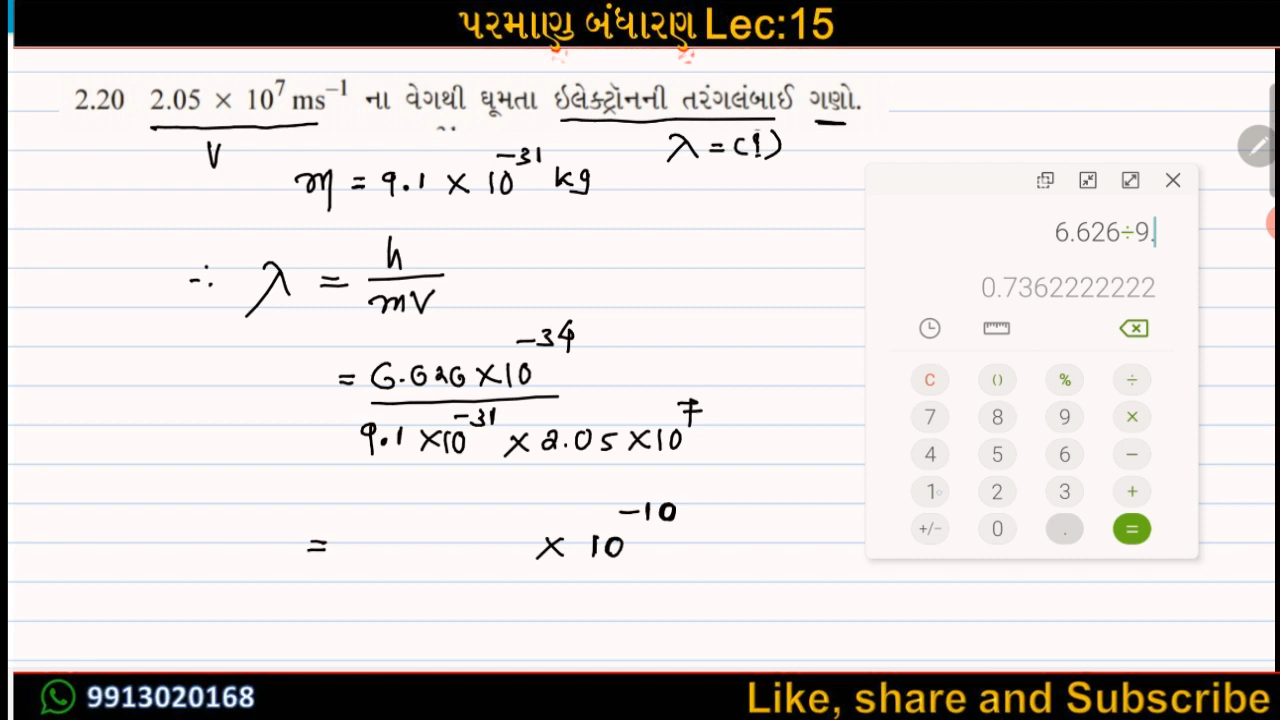 પરમાણુ બંધારણ Lec:15
2.20 2.05 × 10⁷ ms⁻¹ ના વેગથી ઘૂમતા ઇલેક્ટ્રૉનની તરંગલંબાઈ ગણો.
V
λ = (?)
m = 9.1 × 10⁻³¹ kg
∴ λ = h / mV
= 6.626 × 10⁻³⁴ / 9.1 × 10⁻³¹ × 2.05 × 10⁷
= × 10⁻¹⁰
6.626÷9.
0.7362222222
C () % ÷
7 8 9 ×
4 5 6 −
1 2 3 +
+/− 0 . =
9913020168
Like, share and Subscribe